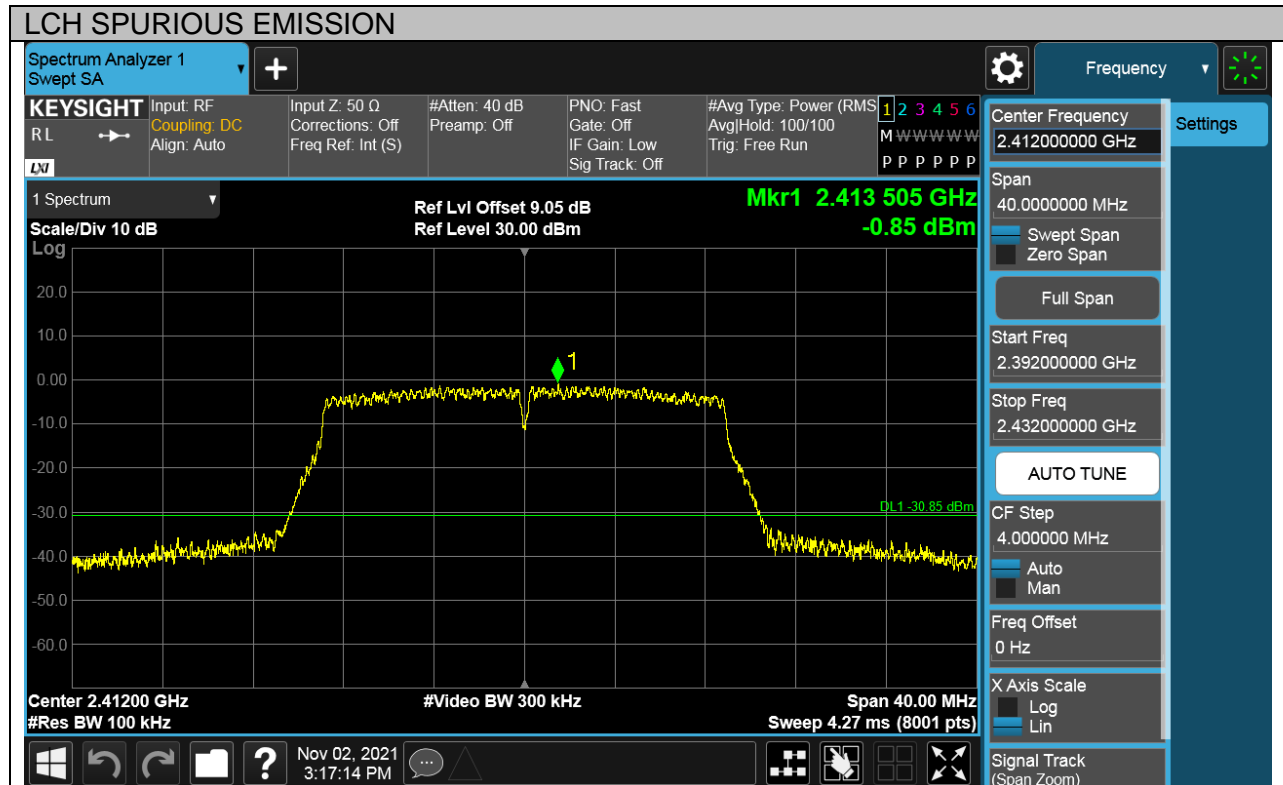 LCH SPURIOUS EMISSION
Spectrum Analyzer 1
Swept SA
Frequency
KEYSIGHT
R L
LXI
Input: RF
Coupling: DC
Align: Auto
Input Z: 50 Ω
Corrections: Off
Freq Ref: Int (S)
#Atten: 40 dB
Preamp: Off
PNO: Fast
Gate: Off
IF Gain: Low
Sig Track: Off
#Avg Type: Power (RMS
Avg|Hold: 100/100
Trig: Free Run
1 2 3 4 5 6
M W W W W W
P P P P P P
Center Frequency
2.412000000 GHz
Settings
1 Spectrum
Scale/Div 10 dB
Ref Lvl Offset 9.05 dB
Ref Level 30.00 dBm
Mkr1 2.413 505 GHz
-0.85 dBm
Log
20.0
10.0
0.00
-10.0
-20.0
-30.0
-40.0
-50.0
-60.0
1
DL1 -30.85 dBm
Center 2.41200 GHz
#Res BW 100 kHz
#Video BW 300 kHz
Span 40.00 MHz
Sweep 4.27 ms (8001 pts)
Span
40.0000000 MHz
Swept Span
Zero Span
Full Span
Start Freq
2.392000000 GHz
Stop Freq
2.432000000 GHz
AUTO TUNE
CF Step
4.000000 MHz
Auto
Man
Freq Offset
0 Hz
X Axis Scale
Log
Lin
Signal Track
(Span Zoom)
?
Nov 02, 2021
3:17:14 PM